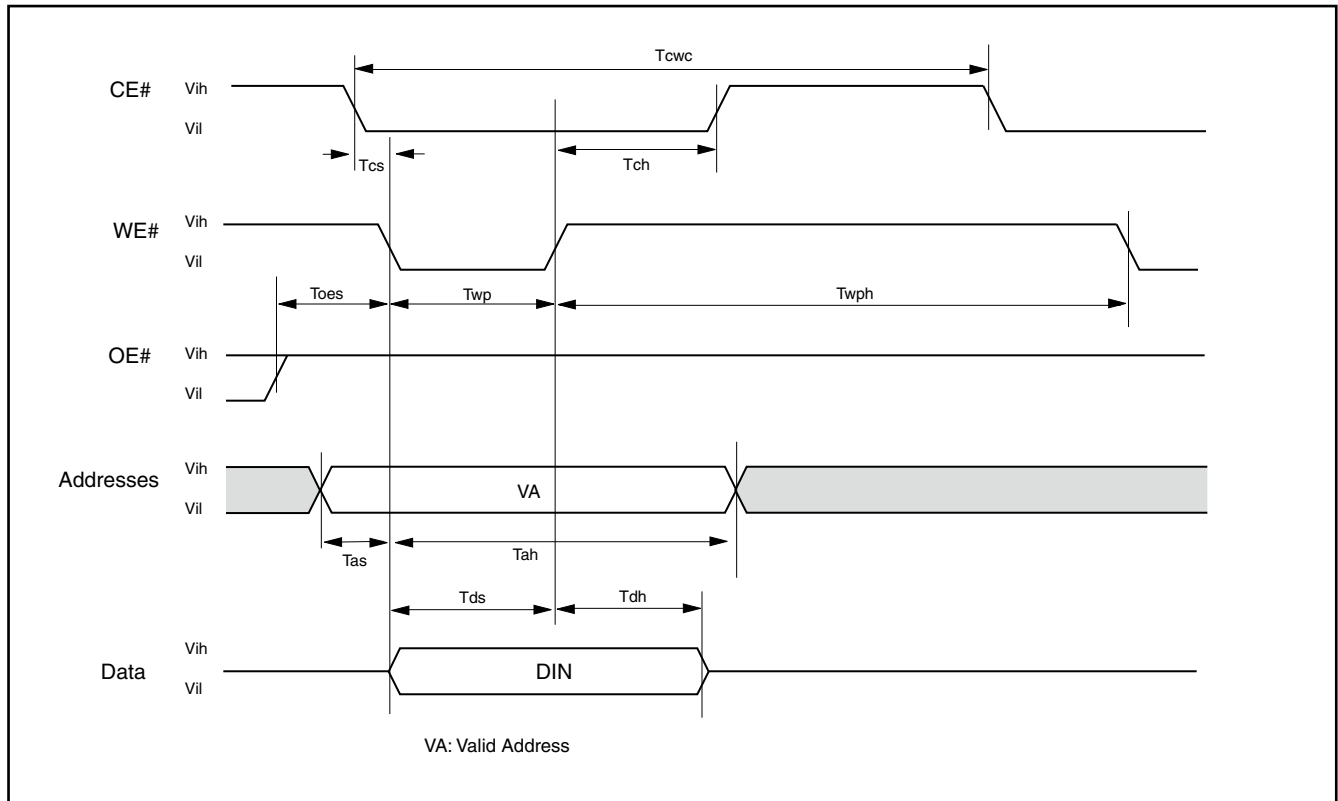 Tcwc
CE#
Vih
Vil
Tcs
Tch
WE#
Vih
Vil
Toes
Twp
Twph
OE#
Vih
Vil
Addresses
Vih
Vil
VA
Tas
Tah
Tds
Tdh
Data
Vih
Vil
DIN
VA: Valid Address